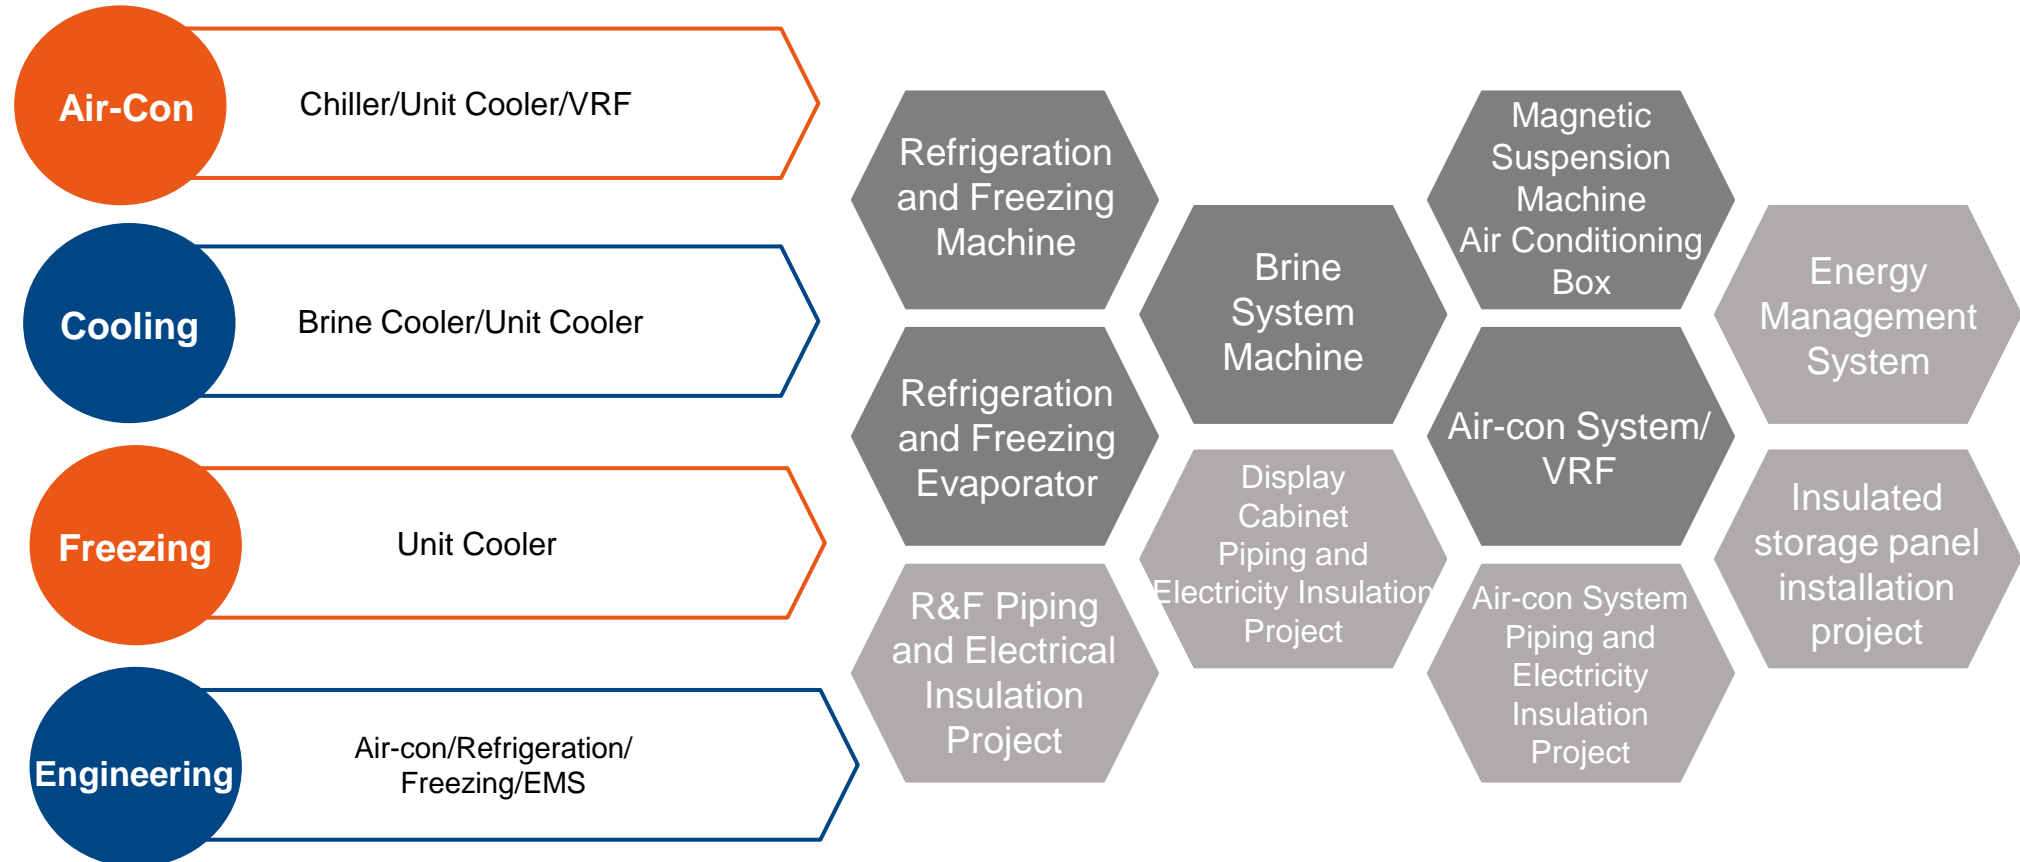 Air-Con
Chiller/Unit Cooler/VRF
Cooling
Brine Cooler/Unit Cooler
Freezing
Unit Cooler
Engineering
Air-con/Refrigeration/
Freezing/EMS
Refrigeration
and Freezing
Machine
Refrigeration
and Freezing
Evaporator
R&F Piping
and Electrical
Insulation
Project
Brine
System
Machine
Display
Cabinet
Piping and
Electricity Insulation
Project
Magnetic
Suspension
Machine
Air Conditioning
Box
Air-con System/
VRF
Air-con System
Piping and
Electricity
Insulation
Project
Energy
Management
System
Insulated
storage panel
installation
project